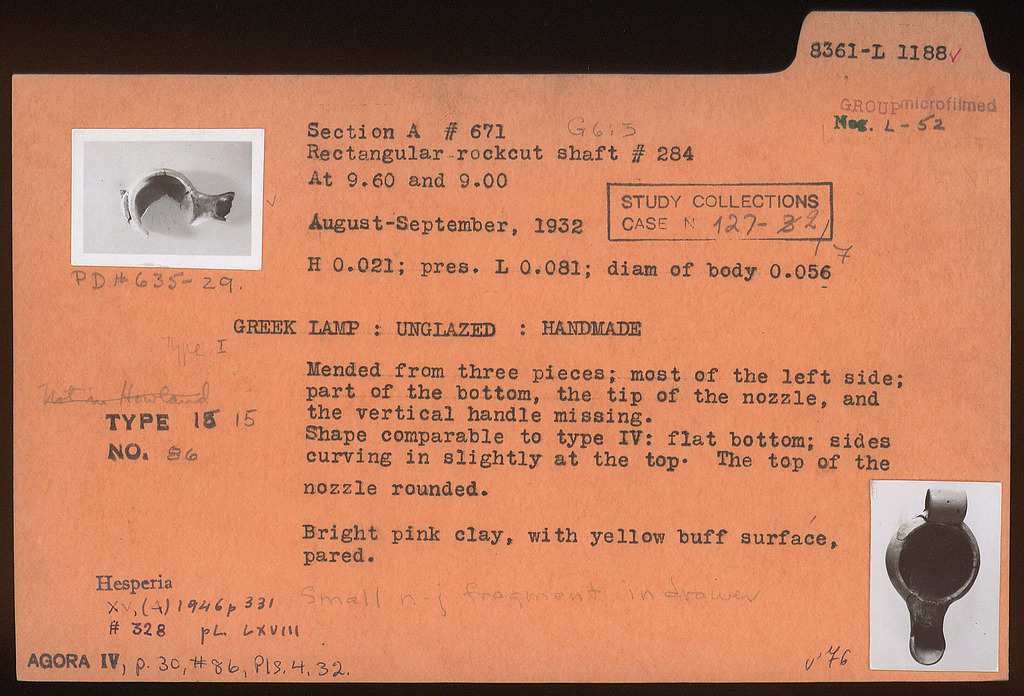 8361-L 1188✓
GROUP microfilmed
Neg. L-52
Section A # 671 G6:3
Rectangular rockcut shaft # 284
At 9.60 and 9.00
STUDY COLLECTIONS
CASE N 127-82/7
August-September, 1932
H 0.021; pres. L 0.081; diam of body 0.056
PD # 635-29.
GREEK LAMP : UNGLAZED : HANDMADE
Type I
Not in Howland
TYPE 15 15
NO. 86
Mended from three pieces; most of the left side;
part of the bottom, the tip of the nozzle, and
the vertical handle missing.
Shape comparable to type IV: flat bottom; sides
curving in slightly at the top. The top of the
nozzle rounded.
Bright pink clay, with yellow buff surface,
pared.
Small n-j fragment in drawer
Hesperia
XV, (4) 1946 p 331
# 328 pL. LXVIII
AGORA IV, p. 30, #86, Pls. 4, 32.
v '76